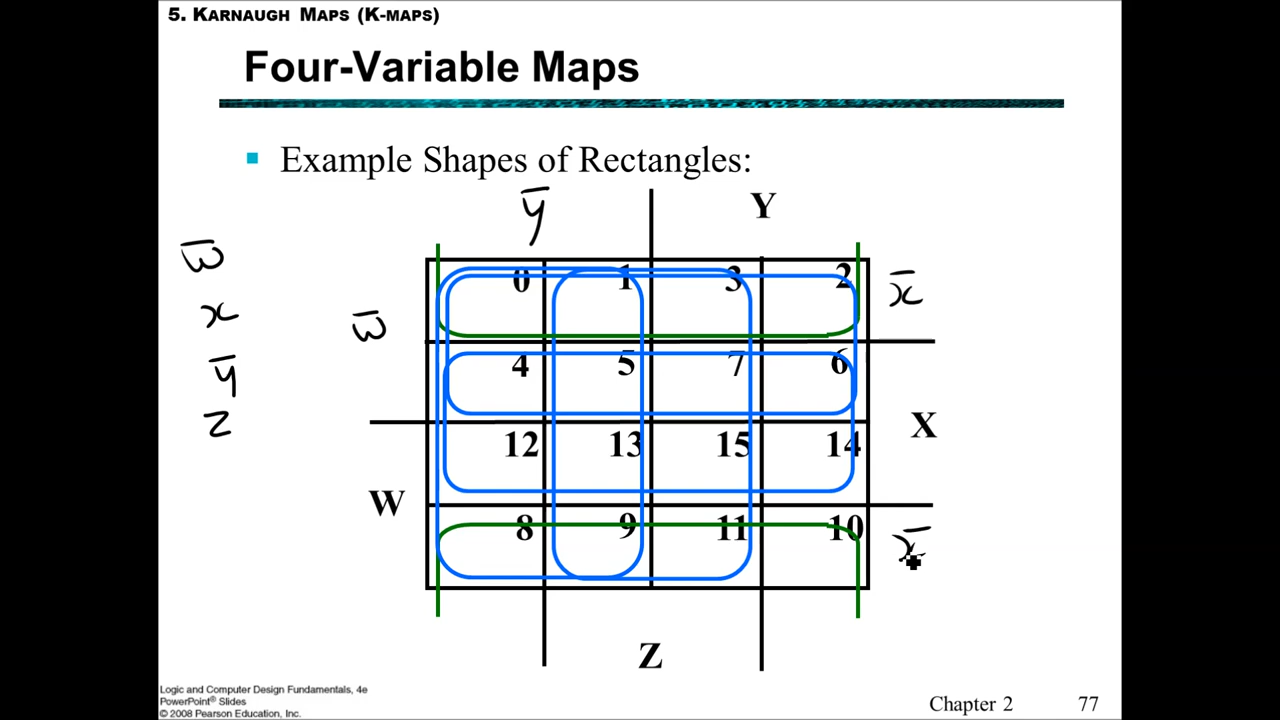 5. KARNAUGH MAPS (K-MAPS)
Four-Variable Maps
Example Shapes of Rectangles:
y̅ Y
w̅
0 1 3 2 x̅
x
w̅
4 5 7 6
y̅
z
X
12 13 15 14
W
8 9 11 10 x̅
Z
Logic and Computer Design Fundamentals, 4e
PowerPoint® Slides
© 2008 Pearson Education, Inc.
Chapter 2 77